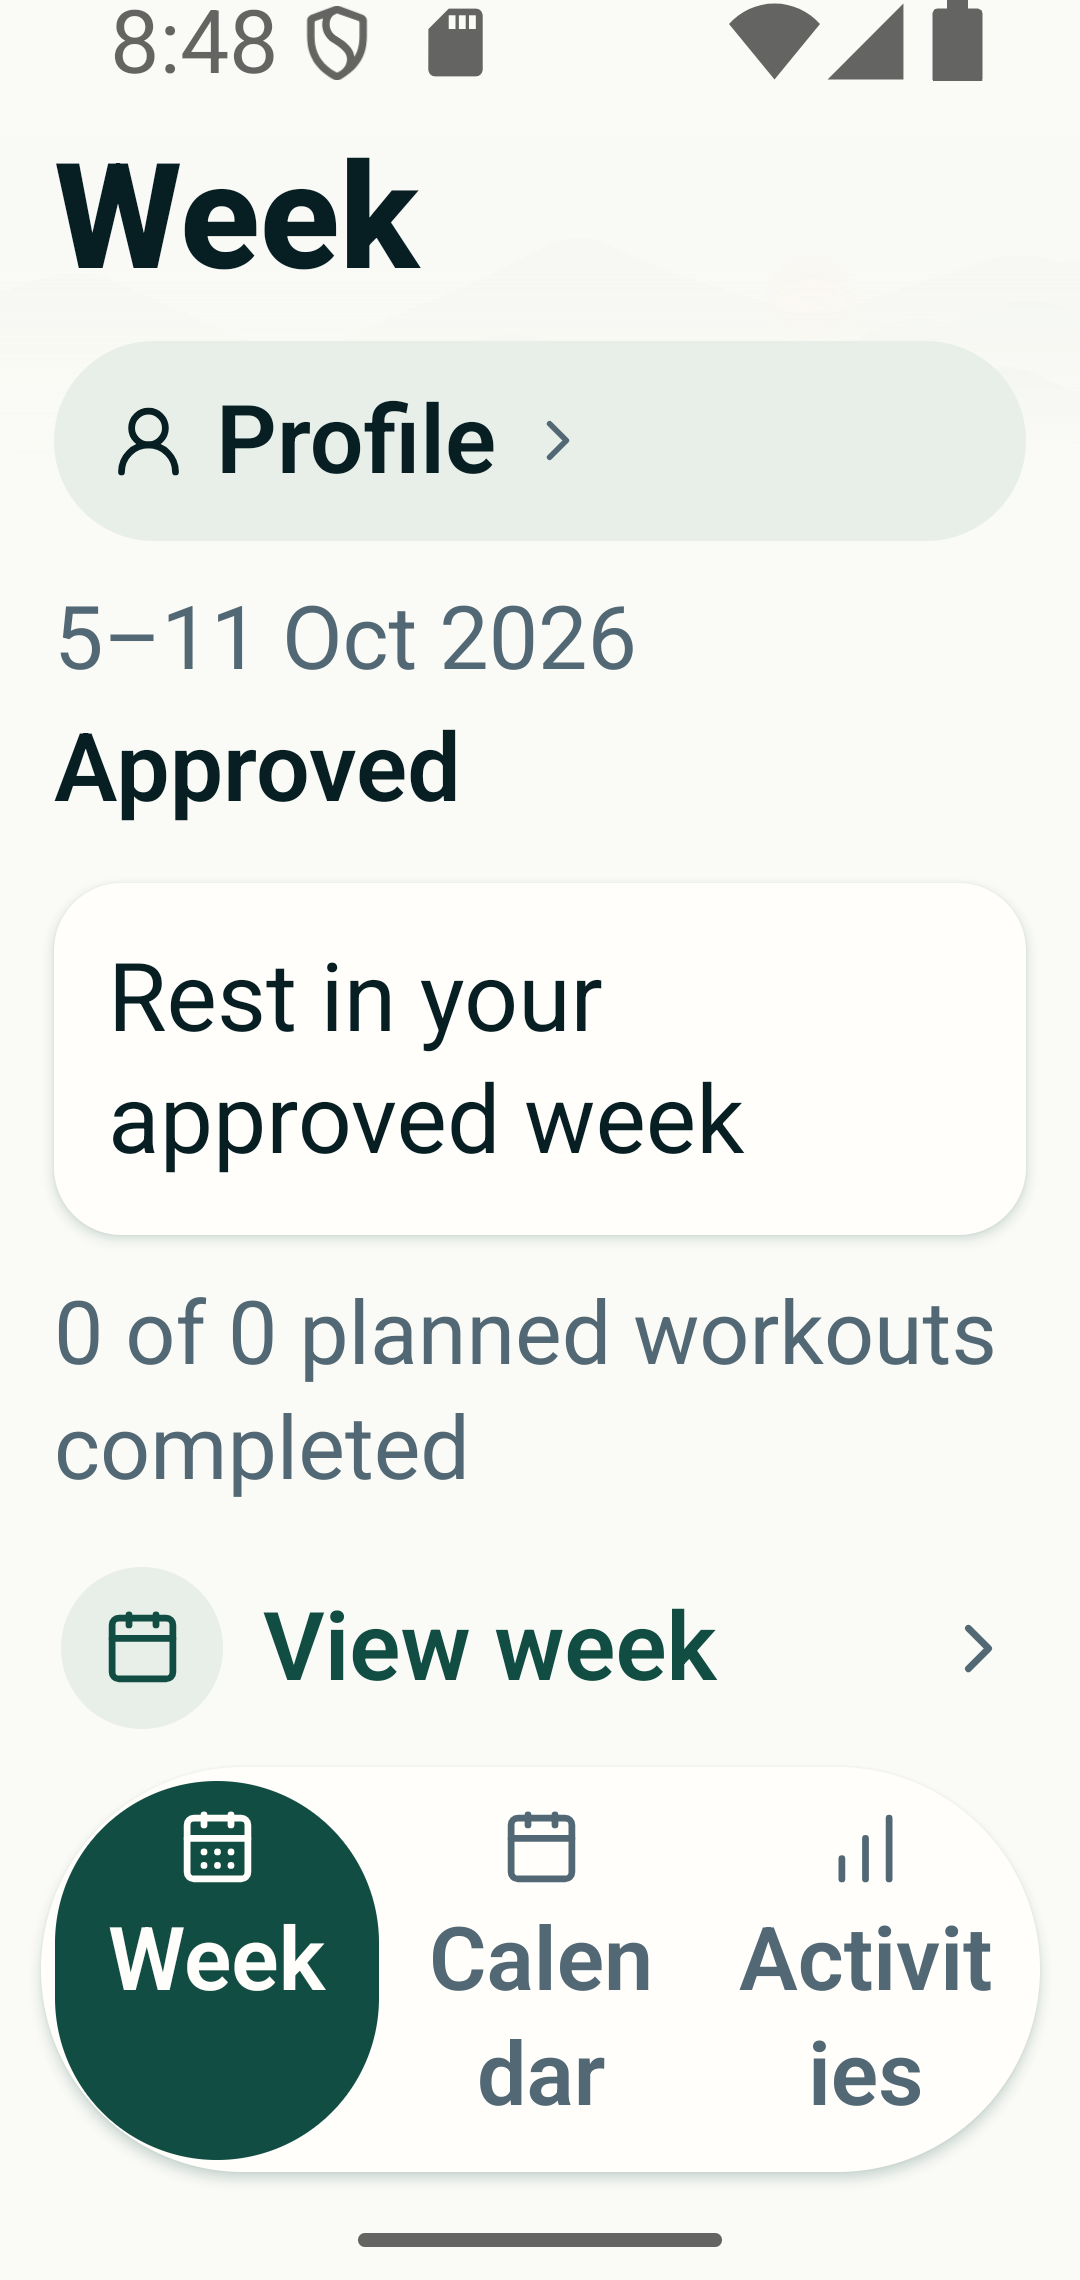 8:48
Week
Profile
5–11 Oct 2026
Approved
Rest in your
approved week
0 of 0 planned workouts
completed
View week
Week
Calen
dar
Activit
ies